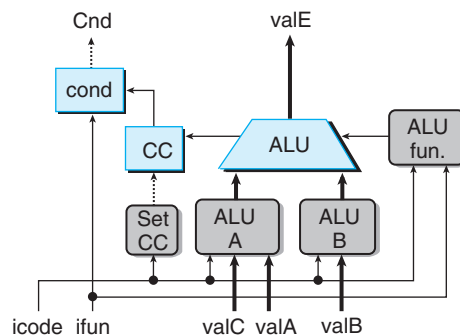 Cnd
valE
cond
CC
ALU
ALU
fun.
Set
CC
ALU
A
ALU
B
icode ifun valC valA valB